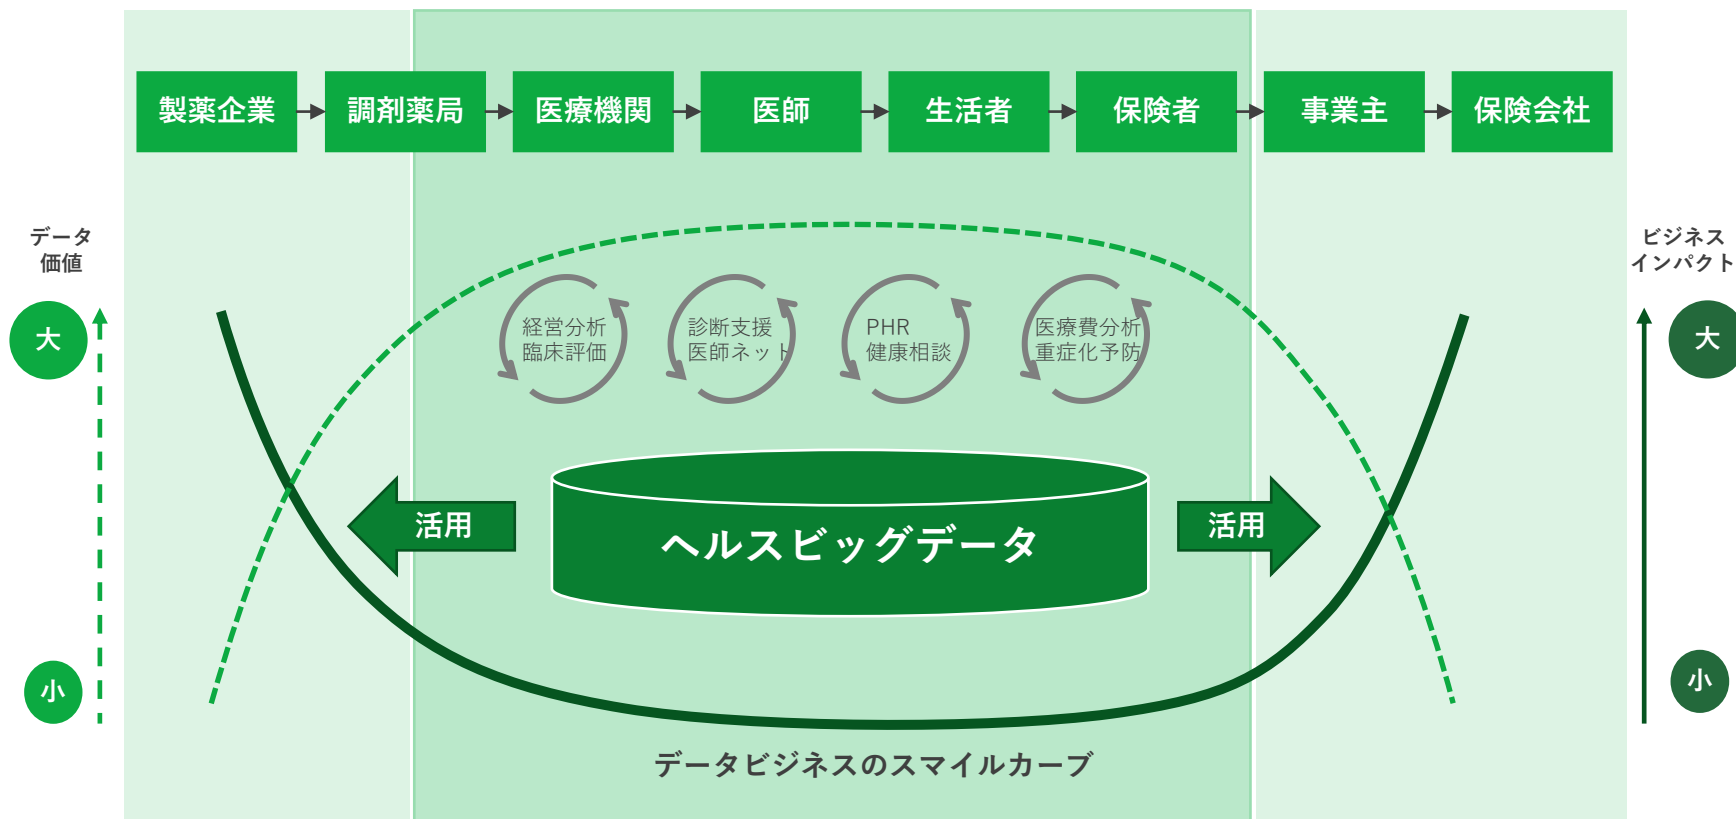 製薬企業
調剤薬局
医療機関
医師
生活者
保険者
事業主
保険会社
データ
価値
ビジネス
インパクト
大
小
大
小
経営分析
臨床評価
診断支援
医師ネット
PHR
健康相談
医療費分析
重症化予防
活用
ヘルスビッグデータ
活用
データビジネスのスマイルカーブ